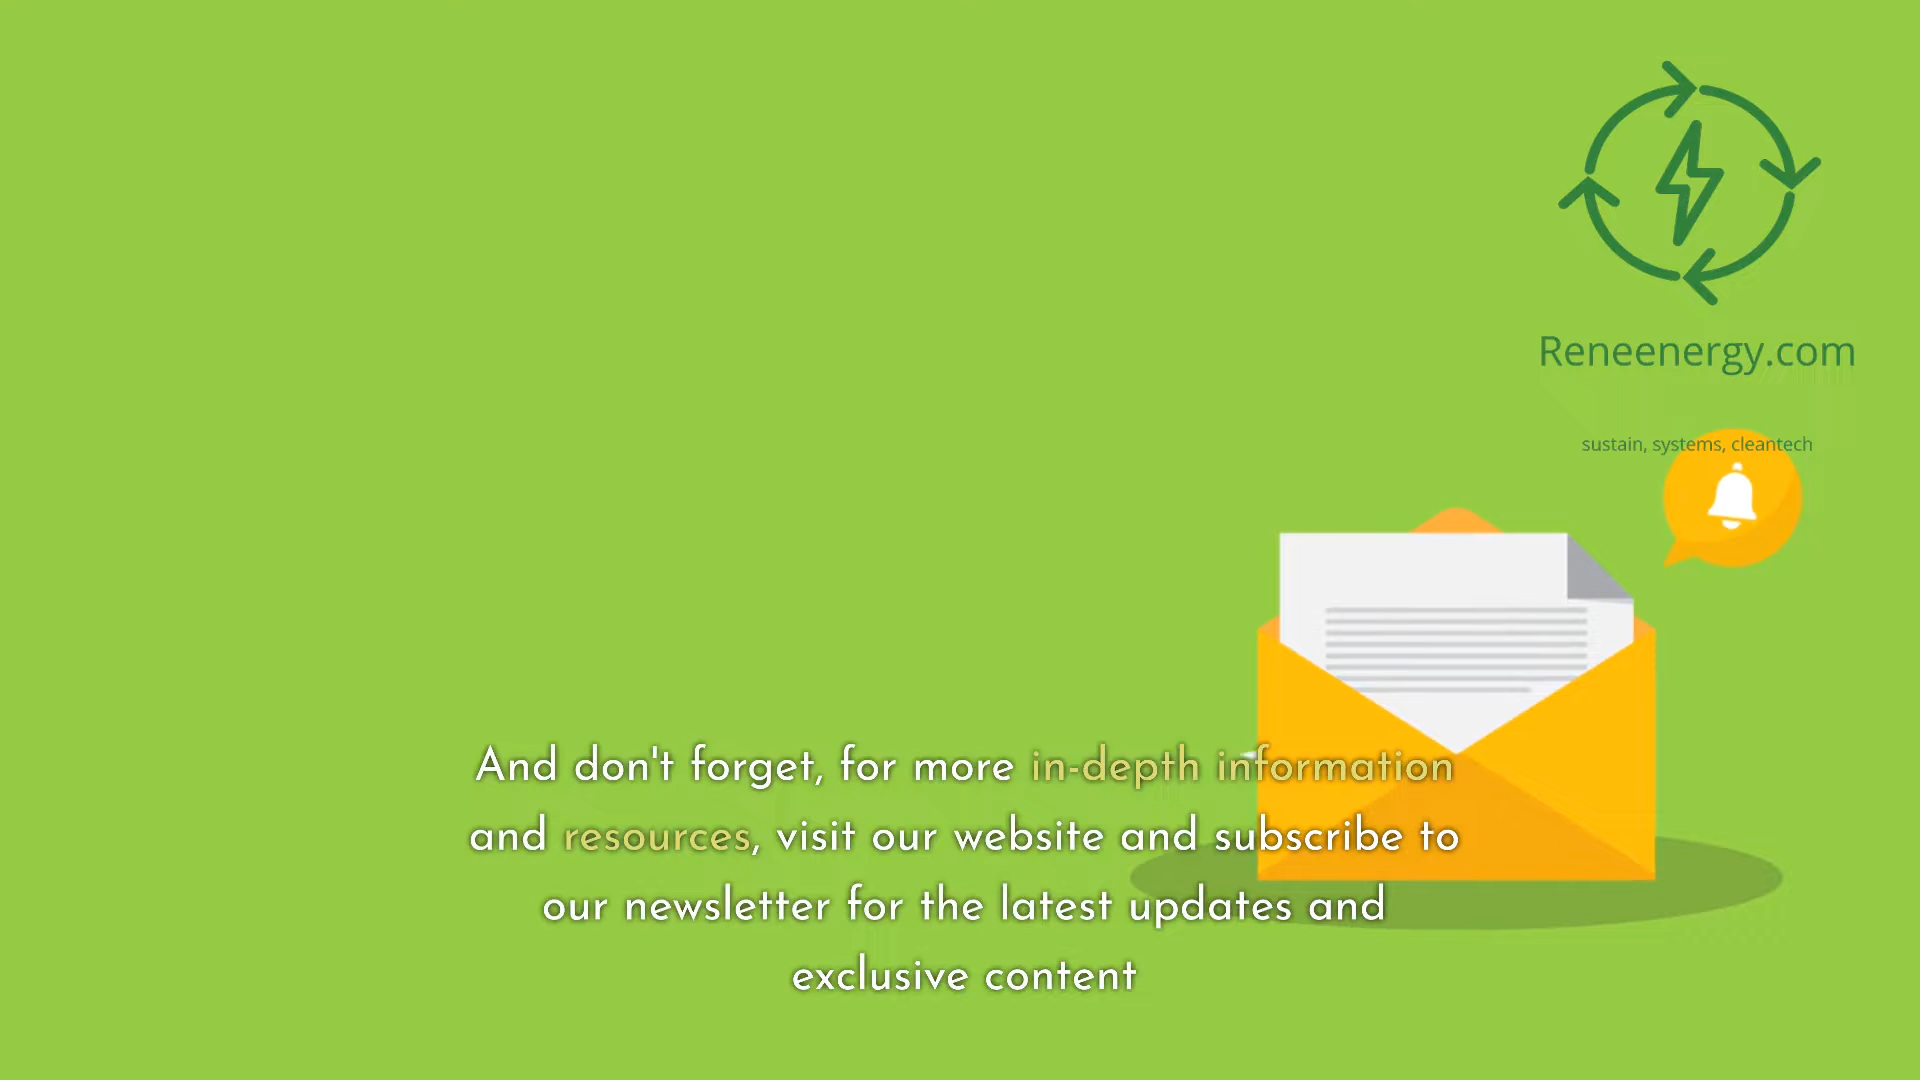 Reneenergy.com
sustain, systems, cleantech
And don't forget, for more in-depth information
and resources, visit our website and subscribe to
our newsletter for the latest updates and
exclusive content